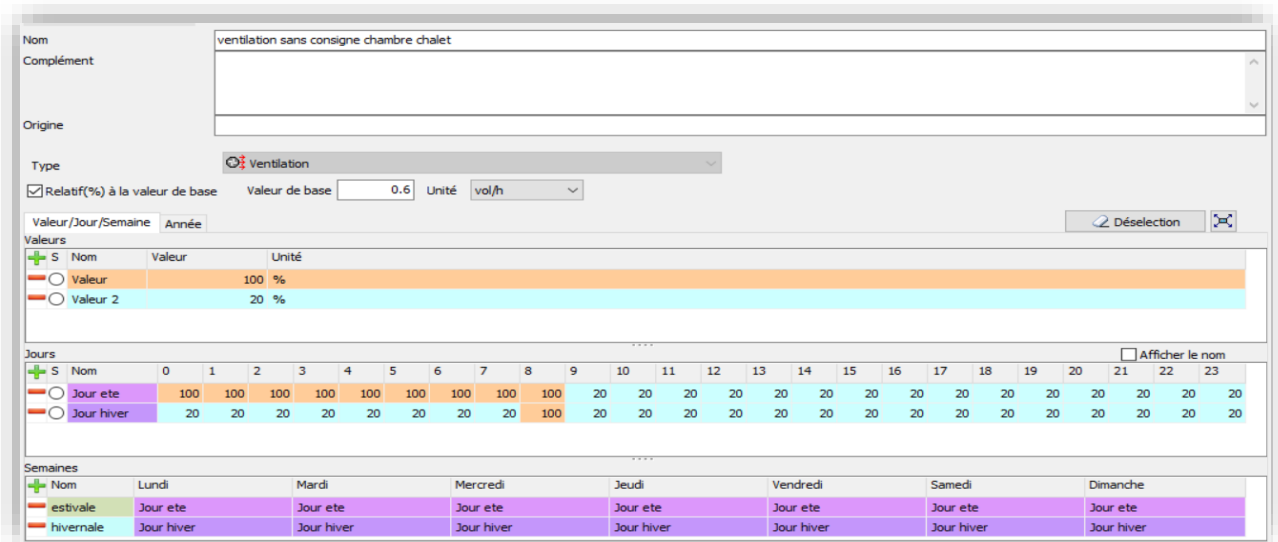 Nom ventilation sans consigne chambre chalet
Complément
Origine
Type Ventilation
Relatif(%) à la valeur de base Valeur de base 0.6 Unité vol/h
Valeur/Jour/Semaine Année Déselection
Valeurs
S Nom Valeur Unité
Valeur 100 %
Valeur 2 20 %
Jours Afficher le nom
S Nom 0 1 2 3 4 5 6 7 8 9 10 11 12 13 14 15 16 17 18 19 20 21 22 23
Jour ete 100 100 100 100 100 100 100 100 100 20 20 20 20 20 20 20 20 20 20 20 20 20 20 20
Jour hiver 20 20 20 20 20 20 20 20 100 20 20 20 20 20 20 20 20 20 20 20 20 20 20 20
Semaines
Nom Lundi Mardi Mercredi Jeudi Vendredi Samedi Dimanche
estivale Jour ete Jour ete Jour ete Jour ete Jour ete Jour ete Jour ete
hivernale Jour hiver Jour hiver Jour hiver Jour hiver Jour hiver Jour hiver Jour hiver